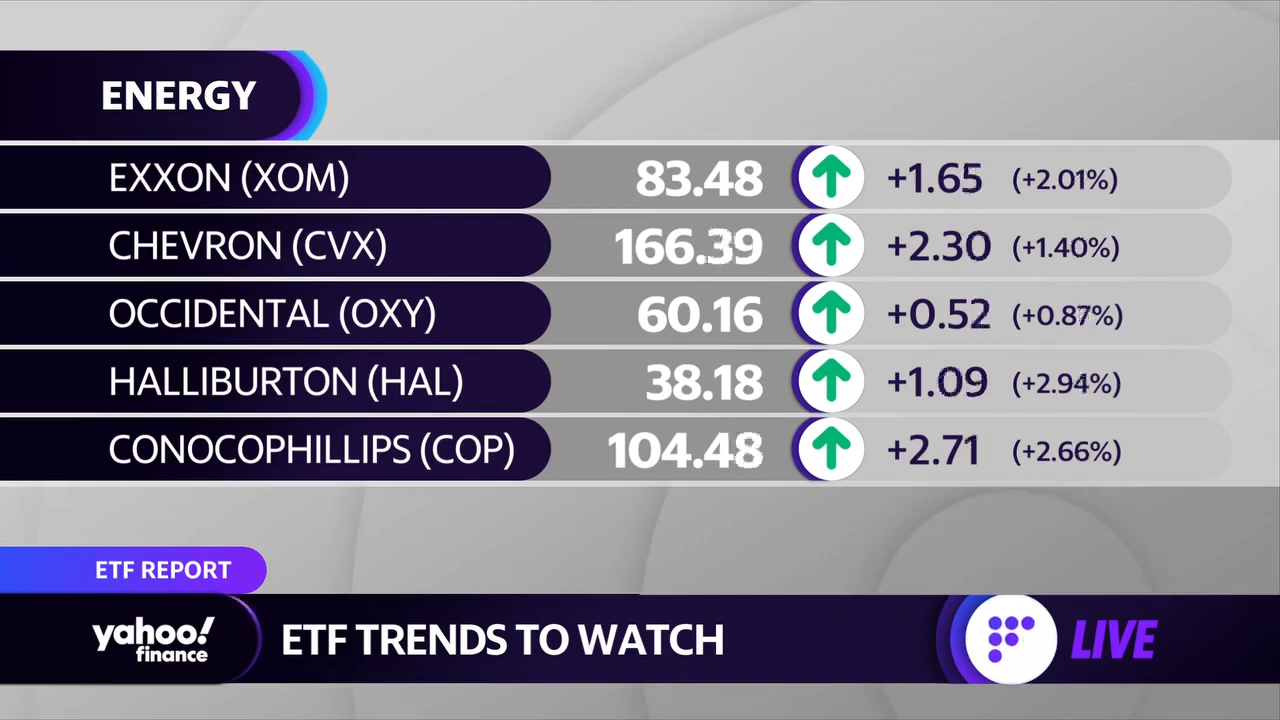 ENERGY
EXXON (XOM) 83.48 +1.65 (+2.01%)
CHEVRON (CVX) 166.39 +2.30 (+1.40%)
OCCIDENTAL (OXY) 60.16 +0.52 (+0.87%)
HALLIBURTON (HAL) 38.18 +1.09 (+2.94%)
CONOCOPHILLIPS (COP) 104.48 +2.71 (+2.66%)
ETF REPORT
yahoo! finance ETF TRENDS TO WATCH LIVE